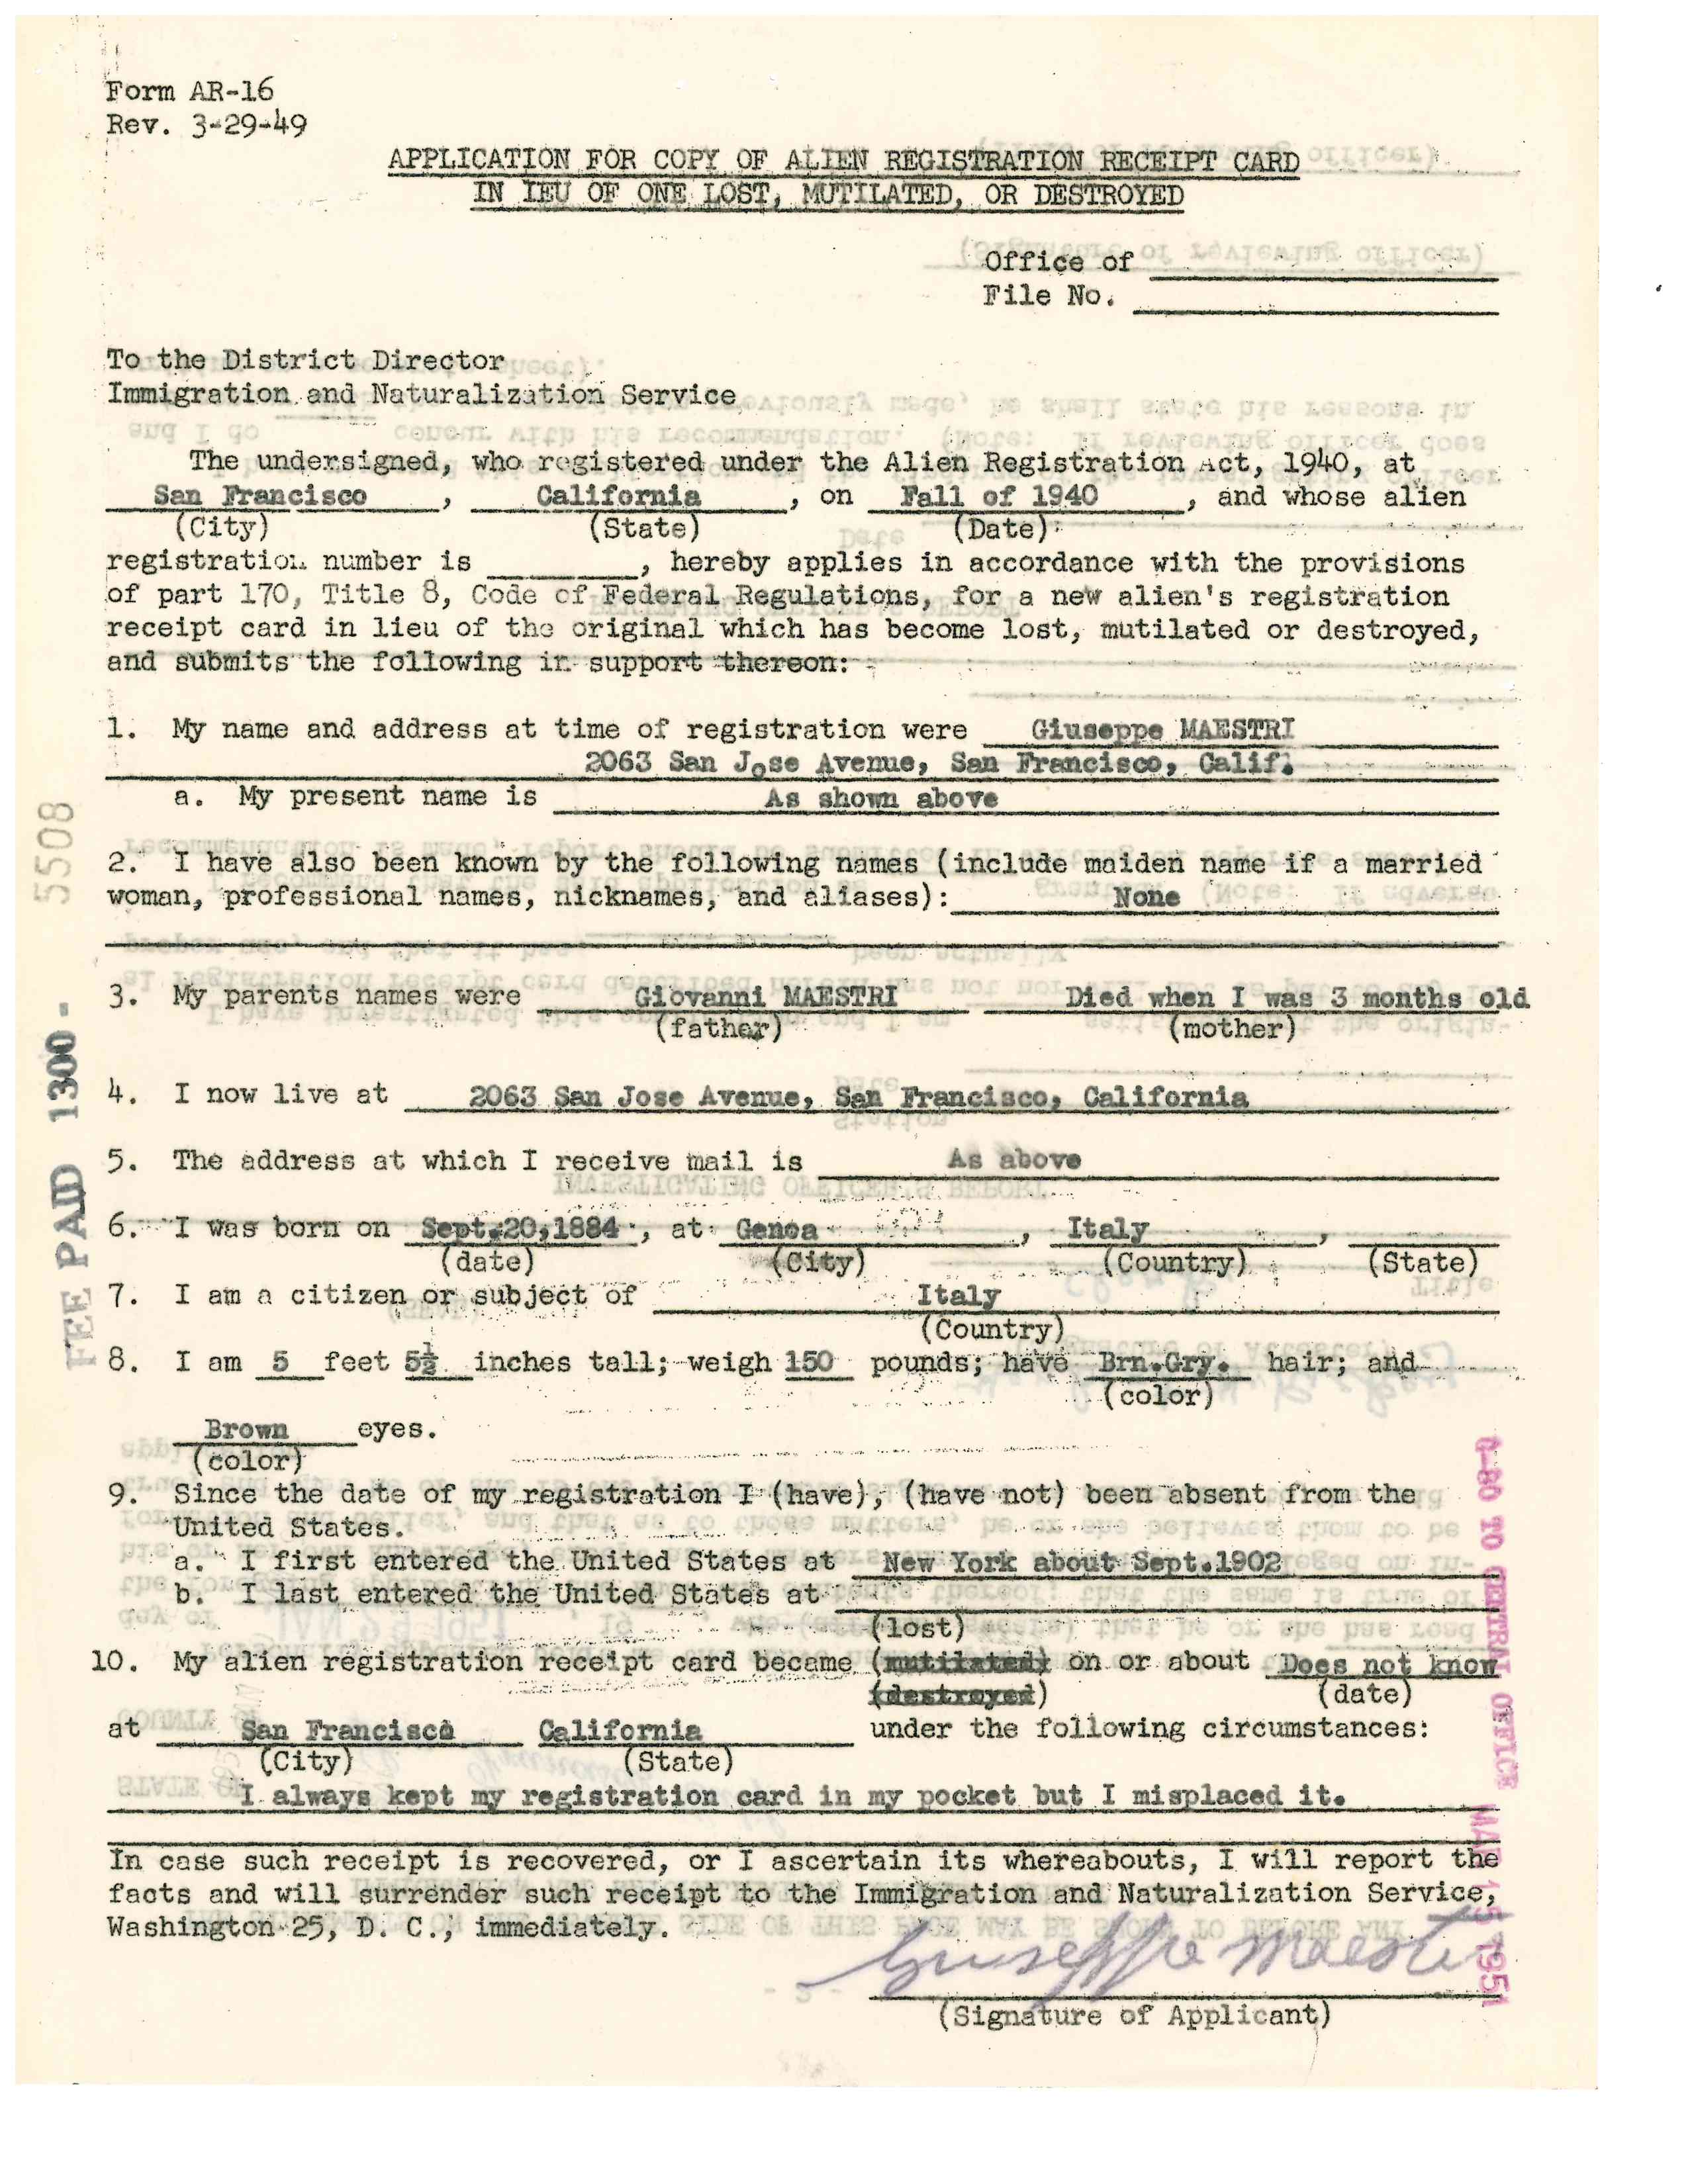 Form AR-16
Rev. 3-29-49
APPLICATION FOR COPY OF ALIEN REGISTRATION RECEIPT CARD
IN IEU OF ONE LOST, MUTILATED, OR DESTROYED
Office of
File No.
To the District Director
Immigration and Naturalization Service
The undersigned, who registered under the Alien Registration Act, 1940, at
San Francisco, California, on Fall of 1940, and whose alien
(City) (State) (Date)
registration number is ________, hereby applies in accordance with the provisions
of part 170, Title 8, Code of Federal Regulations, for a new alien's registration
receipt card in lieu of the original which has become lost, mutilated or destroyed,
and submits the following in support thereon:
1. My name and address at time of registration were Giuseppe MAESTRI
2063 San Jose Avenue, San Francisco, Calif.
a. My present name is As shown above
2. I have also been known by the following names (include maiden name if a married
woman, professional names, nicknames, and aliases): None
3. My parents names were Giovanni MAESTRI Died when I was 3 months old
(father) (mother)
4. I now live at 2063 San Jose Avenue, San Francisco, California
5. The address at which I receive mail is As above
6. I was born on Sept.20,1884, at Genoa, Italy,
(date) (City) (Country) (State)
7. I am a citizen or subject of Italy
(Country)
8. I am 5 feet 5½ inches tall; weigh 150 pounds; have Brn.Gry. hair; and
(color)
Brown eyes.
(color)
9. Since the date of my registration I (have), (have not) been absent from the
United States.
a. I first entered the United States at New York about Sept.1902
b. I last entered the United States at
(lost)
10. My alien registration receipt card became (mutilated) on or about Does not know
(destroyed) (date)
at San Francisco California under the following circumstances:
(City) (State)
I always kept my registration card in my pocket but I misplaced it.
In case such receipt is recovered, or I ascertain its whereabouts, I will report the
facts and will surrender such receipt to the Immigration and Naturalization Service,
Washington 25, D. C., immediately.
Giuseppe Maestri
(Signature of Applicant)
FEE PAID 1300 - 5508
G-80 TO CENTRAL OFFICE MAR 15 1951